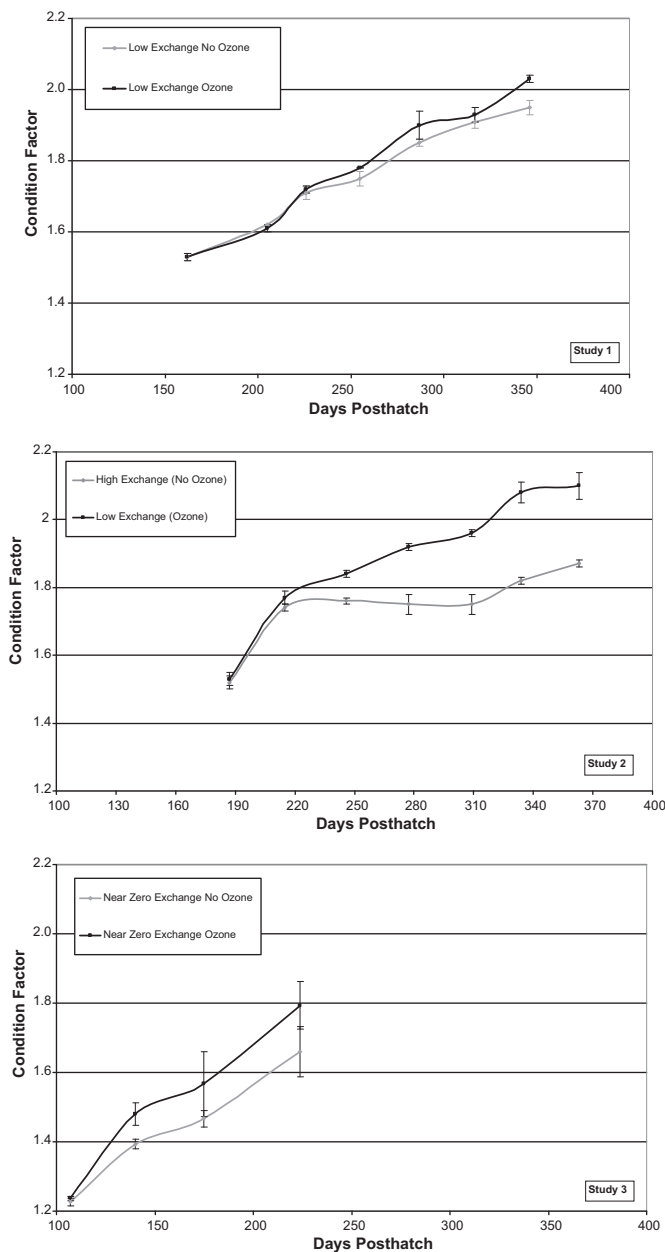 2.2
2.0
1.8
1.6
1.4
1.2
Condition Factor
Low Exchange No Ozone
Low Exchange Ozone
Study 1
100 150 200 250 300 350 400
Days Posthatch
2.2
2
1.8
1.6
1.4
1.2
Condition Factor
High Exchange (No Ozone)
Low Exchange (Ozone)
Study 2
100 130 160 190 220 250 280 310 340 370 400
Days Posthatch
2.2
2.0
1.8
1.6
1.4
1.2
Condition Factor
Near Zero Exchange No Ozone
Near Zero Exchange Ozone
Study 3
100 150 200 250 300 350 400
Days Posthatch